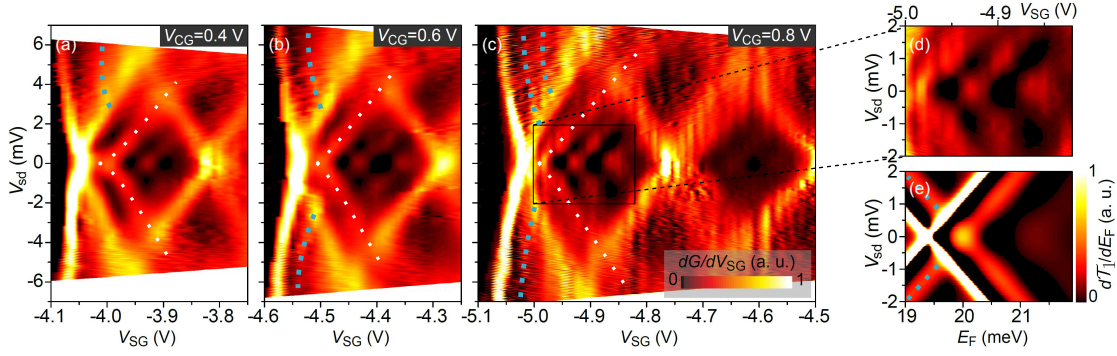 (a) V_CG=0.4 V
(b) V_CG=0.6 V
(c) V_CG=0.8 V
6
4
2
0
-2
-4
-6
V_sd (mV)
-4.1 -4.0 -3.9 -3.8
V_SG (V)
-4.6 -4.5 -4.4 -4.3
V_SG (V)
dG/dV_SG (a. u.)
0 1
-5.1 -5.0 -4.9 -4.8 -4.7 -4.6 -4.5
V_SG (V)
-5.0 -4.9 V_SG (V)
(d)
2
1
0
-1
-2
V_sd (mV)
(e)
2
1
0
-1
-2
V_sd (mV)
19 20 21
E_F (meV)
1
0
dT_1/dE_F (a. u.)